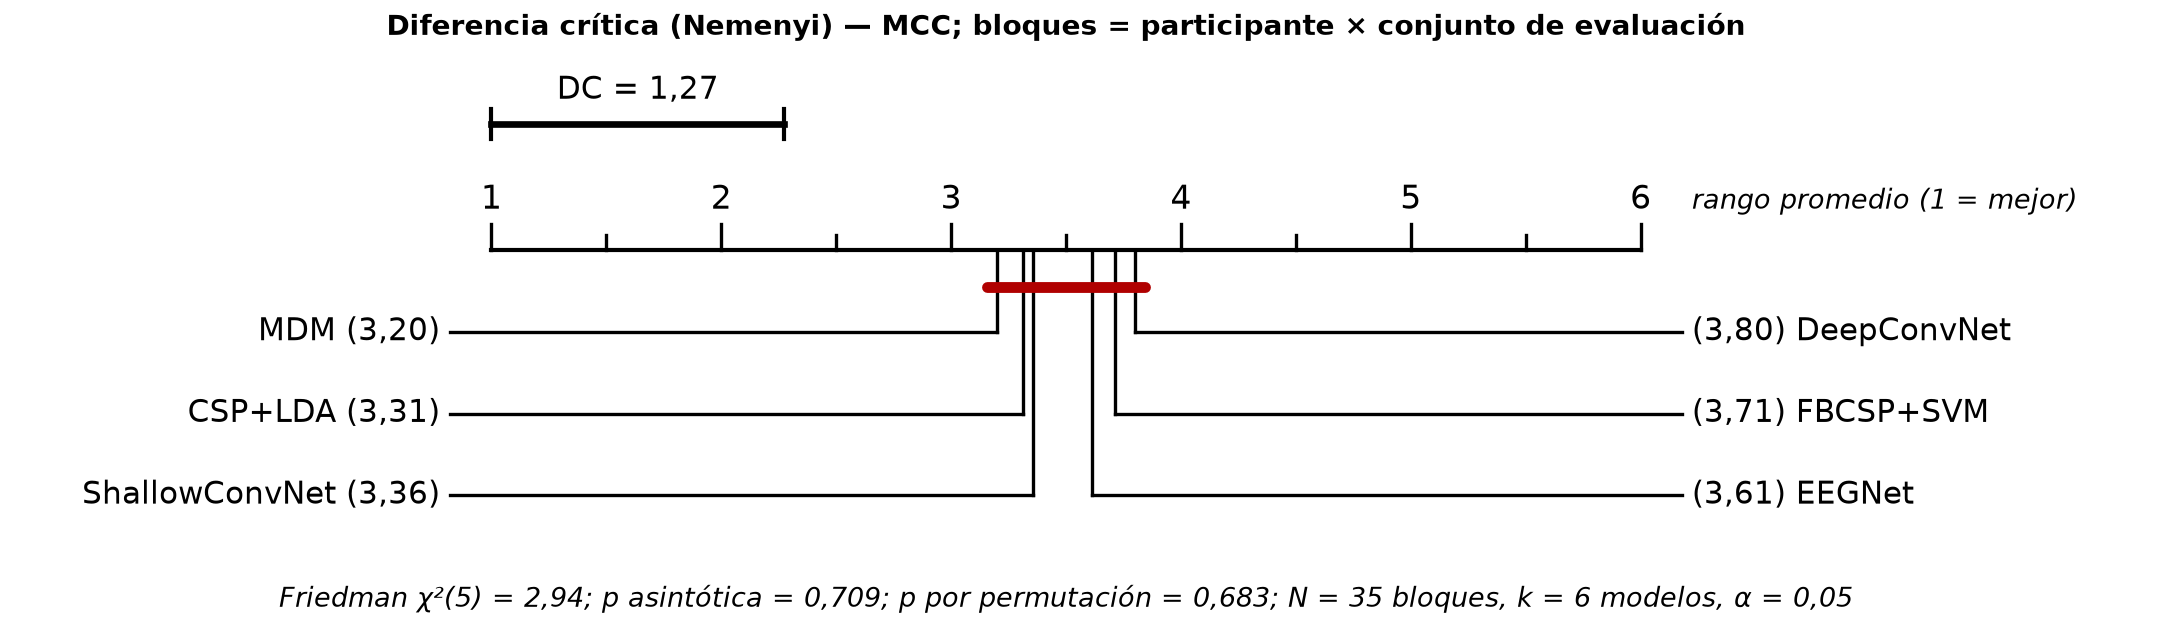 Diferencia crítica (Nemenyi) — MCC; bloques = participante × conjunto de evaluación
DC = 1,27
1 2 3 4 5 6 rango promedio (1 = mejor)
MDM (3,20) (3,80) DeepConvNet
CSP+LDA (3,31) (3,71) FBCSP+SVM
ShallowConvNet (3,36) (3,61) EEGNet
Friedman χ²(5) = 2,94; p asintótica = 0,709; p por permutación = 0,683; N = 35 bloques, k = 6 modelos, α = 0,05